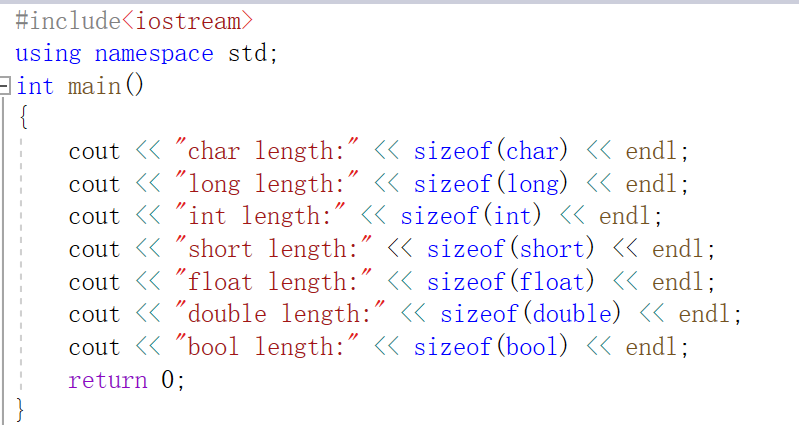 #include<iostream>
using namespace std;
int main()
{
cout << "char length:" << sizeof(char) << endl;
cout << "long length:" << sizeof(long) << endl;
cout << "int length:" << sizeof(int) << endl;
cout << "short length:" << sizeof(short) << endl;
cout << "float length:" << sizeof(float) << endl;
cout << "double length:" << sizeof(double) << endl;
cout << "bool length:" << sizeof(bool) << endl;
return 0;
}